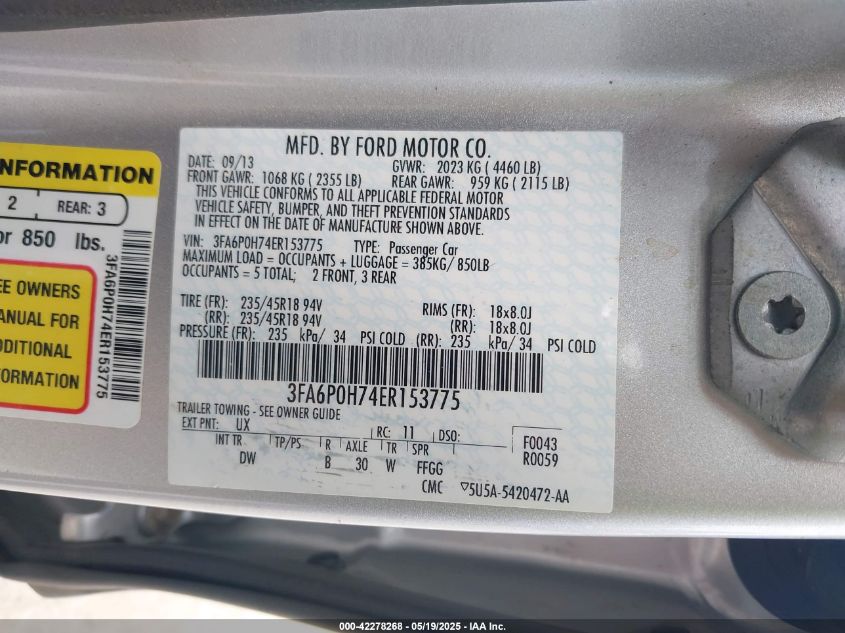 NFORMATION
2 REAR: 3
or 850 lbs.
EE OWNERS
MANUAL FOR
DDITIONAL
FORMATION
3FA6P0H74ER153775
MFD. BY FORD MOTOR CO.
DATE: 09/13 GVWR: 2023 KG ( 4460 LB)
FRONT GAWR: 1068 KG ( 2355 LB) REAR GAWR: 959 KG ( 2115 LB)
THIS VEHICLE CONFORMS TO ALL APPLICABLE FEDERAL MOTOR
VEHICLE SAFETY, BUMPER, AND THEFT PREVENTION STANDARDS
IN EFFECT ON THE DATE OF MANUFACTURE SHOWN ABOVE.
VIN: 3FA6P0H74ER153775 TYPE: Passenger Car
MAXIMUM LOAD = OCCUPANTS + LUGGAGE = 385KG/ 850LB
OCCUPANTS = 5 TOTAL; 2 FRONT, 3 REAR
TIRE (FR): 235/45R18 94V RIMS (FR): 18x8.0J
(RR): 235/45R18 94V (RR): 18x8.0J
PRESSURE (FR): 235 kPa/ 34 PSI COLD (RR): 235 kPa/ 34 PSI COLD
3FA6P0H74ER153775
TRAILER TOWING - SEE OWNER GUIDE
EXT PNT: UX RC: 11 DSO: F0043
INT TR TP/PS R AXLE TR SPR R0059
DW B 30 W FFGG
CMC ▽5U5A-5420472-AA
000-42278268 - 05/19/2025 - IAA Inc.